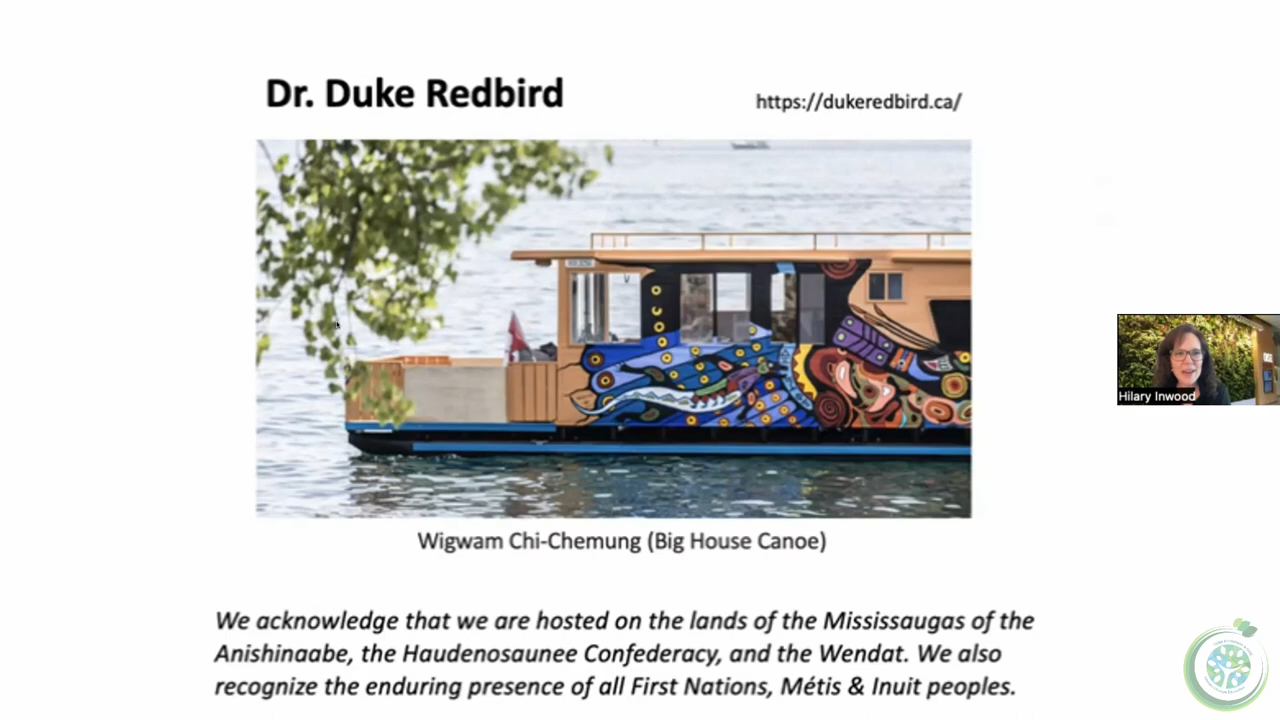 Dr. Duke Redbird
https://dukeredbird.ca/
Wigwam Chi-Chemung (Big House Canoe)
We acknowledge that we are hosted on the lands of the Mississaugas of the
Anishinaabe, the Haudenosaunee Confederacy, and the Wendat. We also
recognize the enduring presence of all First Nations, Métis & Inuit peoples.
Hilary Inwood